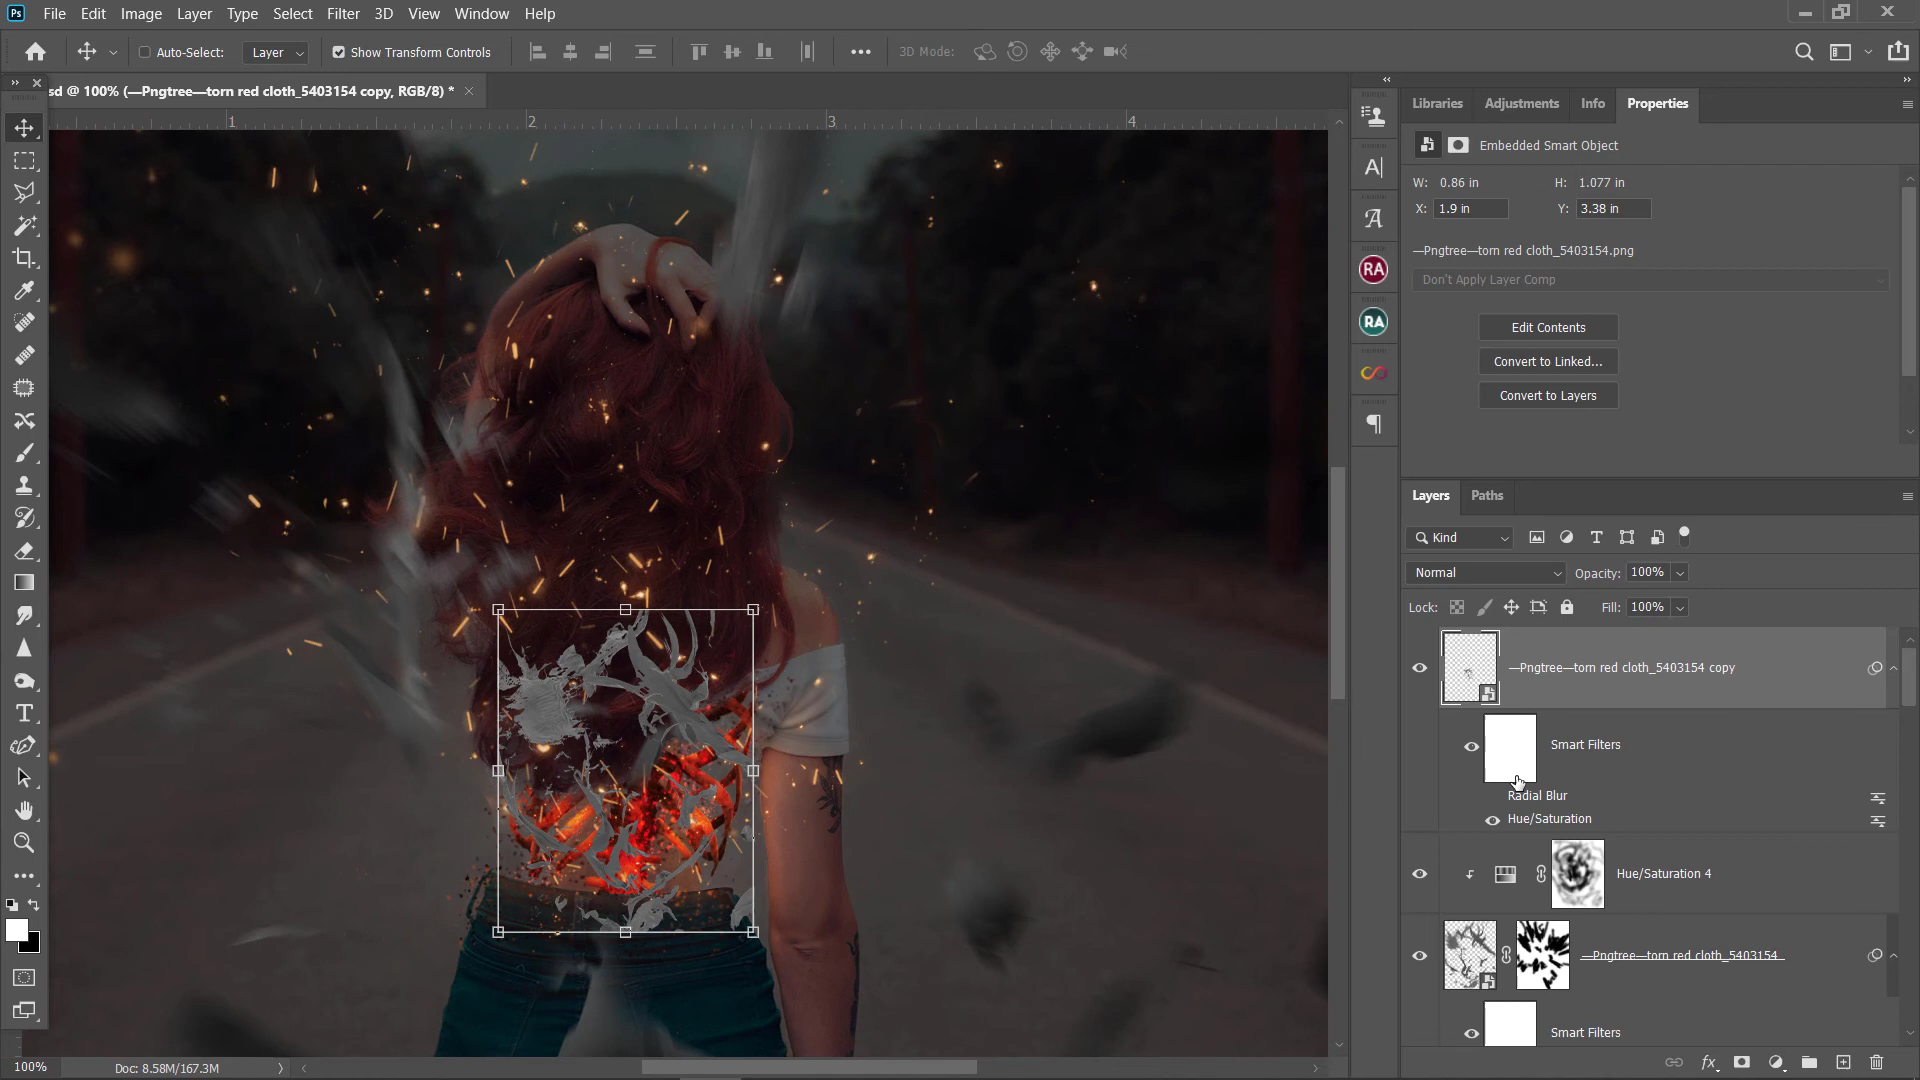 Ps File Edit Image Layer Type Select Filter 3D View Window Help
Auto-Select: Layer Show Transform Controls 3D Mode:
sd @ 100% (—Pngtree—torn red cloth_5403154 copy, RGB/8) *
1 2 3 4
Libraries Adjustments Info Properties
Embedded Smart Object
W: 0.86 in H: 1.077 in
X: 1.9 in Y: 3.38 in
—Pngtree—torn red cloth_5403154.png
Don't Apply Layer Comp
Edit Contents
Convert to Linked...
Convert to Layers
A
A
RA
RA
Layers Paths
Kind
Normal Opacity: 100%
Lock: Fill: 100%
—Pngtree—torn red cloth_5403154 copy
Smart Filters
Radial Blur
Hue/Saturation
Hue/Saturation 4
—Pngtree—torn red cloth_5403154
Smart Filters
100% Doc: 8.58M/167.3M
fx